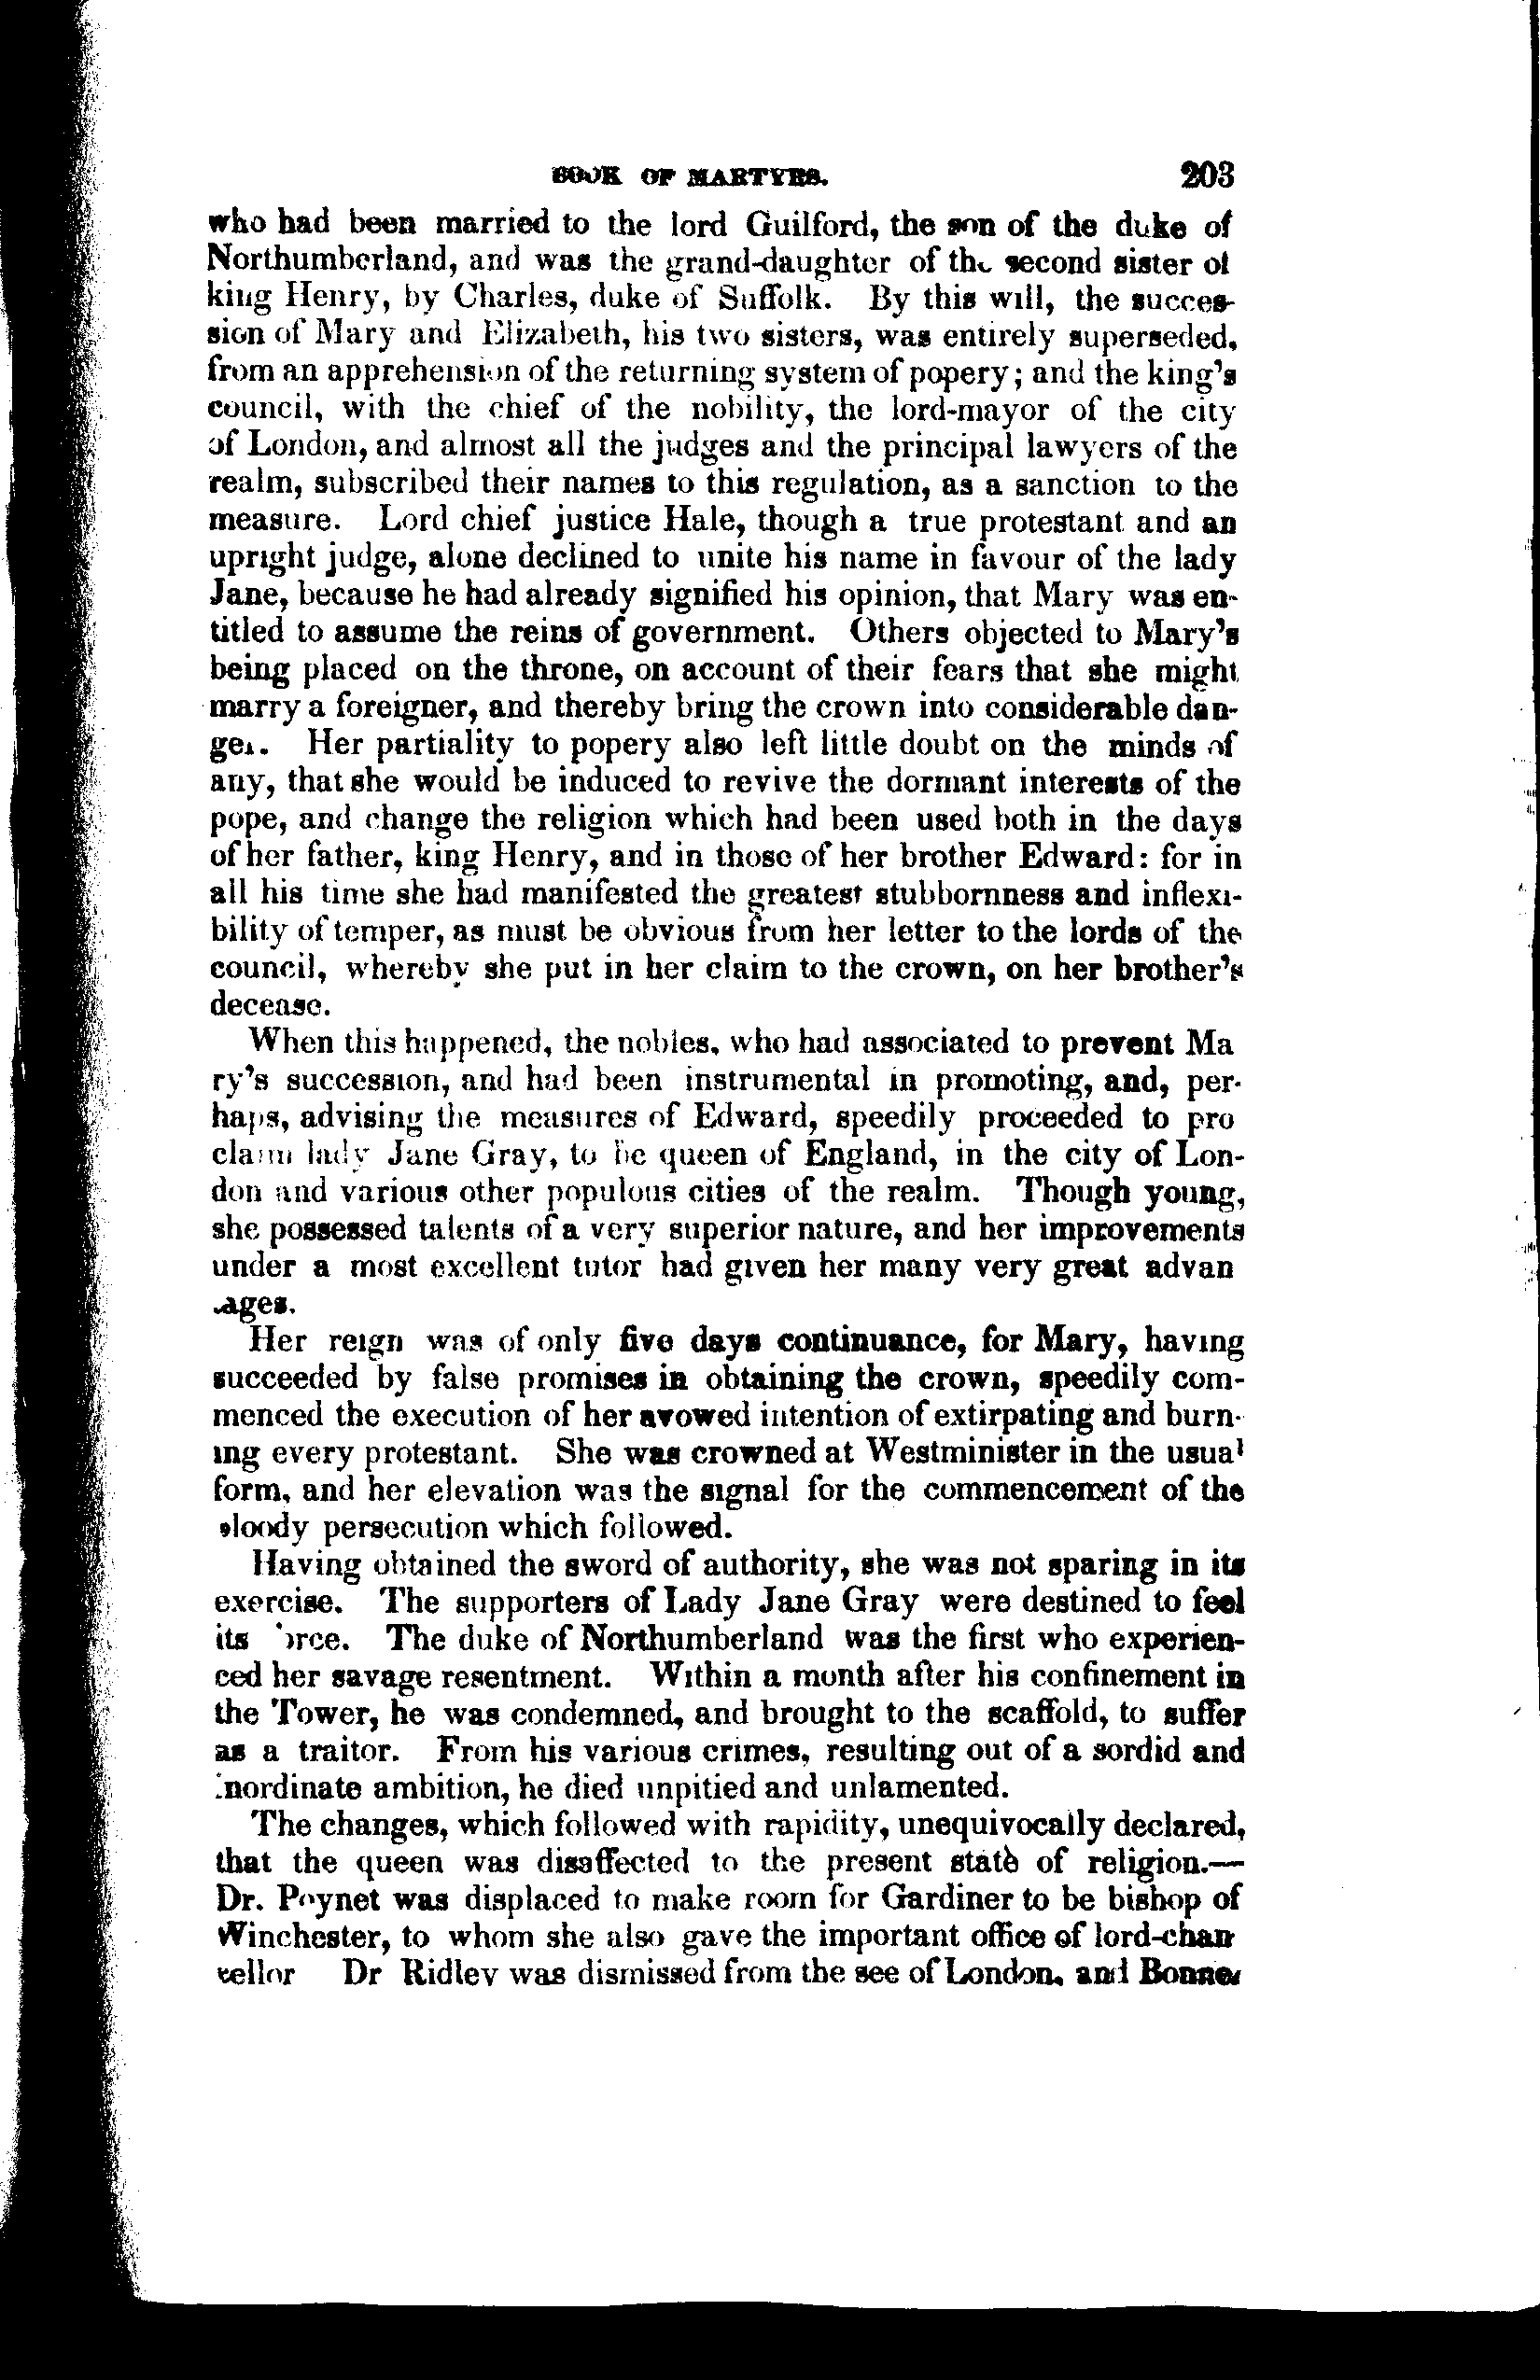 BOOK OF MARTYRS. 203
who had been married to the lord Guilford, the son of the duke of
Northumberland, and was the grand-daughter of the second sister of
king Henry, by Charles, duke of Suffolk. By this will, the succes-
sion of Mary and Elizabeth, his two sisters, was entirely superseded,
from an apprehension of the returning system of popery; and the king's
council, with the chief of the nobility, the lord-mayor of the city
of London, and almost all the judges and the principal lawyers of the
realm, subscribed their names to this regulation, as a sanction to the
measure. Lord chief justice Hale, though a true protestant and an
upright judge, alone declined to unite his name in favour of the lady
Jane, because he had already signified his opinion, that Mary was en-
titled to assume the reins of government. Others objected to Mary's
being placed on the throne, on account of their fears that she might
marry a foreigner, and thereby bring the crown into considerable dan-
ger. Her partiality to popery also left little doubt on the minds of
any, that she would be induced to revive the dormant interests of the
pope, and change the religion which had been used both in the days
of her father, king Henry, and in those of her brother Edward: for in
all his time she had manifested the greatest stubbornness and inflexi-
bility of temper, as must be obvious from her letter to the lords of the
council, whereby she put in her claim to the crown, on her brother's
decease.
When this happened, the nobles, who had associated to prevent Ma
ry's succession, and had been instrumental in promoting, and, per-
haps, advising the measures of Edward, speedily proceeded to pro
claim lady Jane Gray, to be queen of England, in the city of Lon-
don and various other populous cities of the realm. Though young,
she possessed talents of a very superior nature, and her improvements
under a most excellent tutor had given her many very great advan
tages.
Her reign was of only five days continuance, for Mary, having
succeeded by false promises in obtaining the crown, speedily com-
menced the execution of her avowed intention of extirpating and burn-
ing every protestant. She was crowned at Westminister in the usual
form, and her elevation was the signal for the commencement of the
bloody persecution which followed.
Having obtained the sword of authority, she was not sparing in its
exercise. The supporters of Lady Jane Gray were destined to feel
its force. The duke of Northumberland was the first who experien-
ced her savage resentment. Within a month after his confinement in
the Tower, he was condemned, and brought to the scaffold, to suffer
as a traitor. From his various crimes, resulting out of a sordid and
inordinate ambition, he died unpitied and unlamented.
The changes, which followed with rapidity, unequivocally declared,
that the queen was disaffected to the present state of religion.—
Dr. Poynet was displaced to make room for Gardiner to be bishop of
Winchester, to whom she also gave the important office of lord-chan
cellor Dr Ridley was dismissed from the see of London, and Bonner